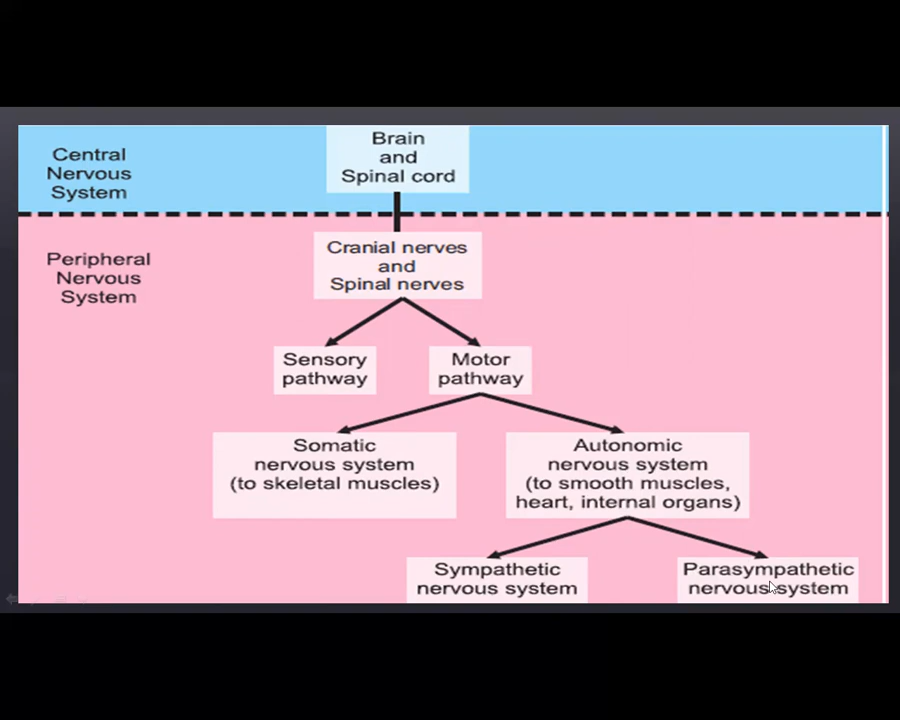 Central
Nervous
System
Brain
and
Spinal cord
Peripheral
Nervous
System
Cranial nerves
and
Spinal nerves
Sensory
pathway
Motor
pathway
Somatic
nervous system
(to skeletal muscles)
Autonomic
nervous system
(to smooth muscles,
heart, internal organs)
Sympathetic
nervous system
Parasympathetic
nervous system